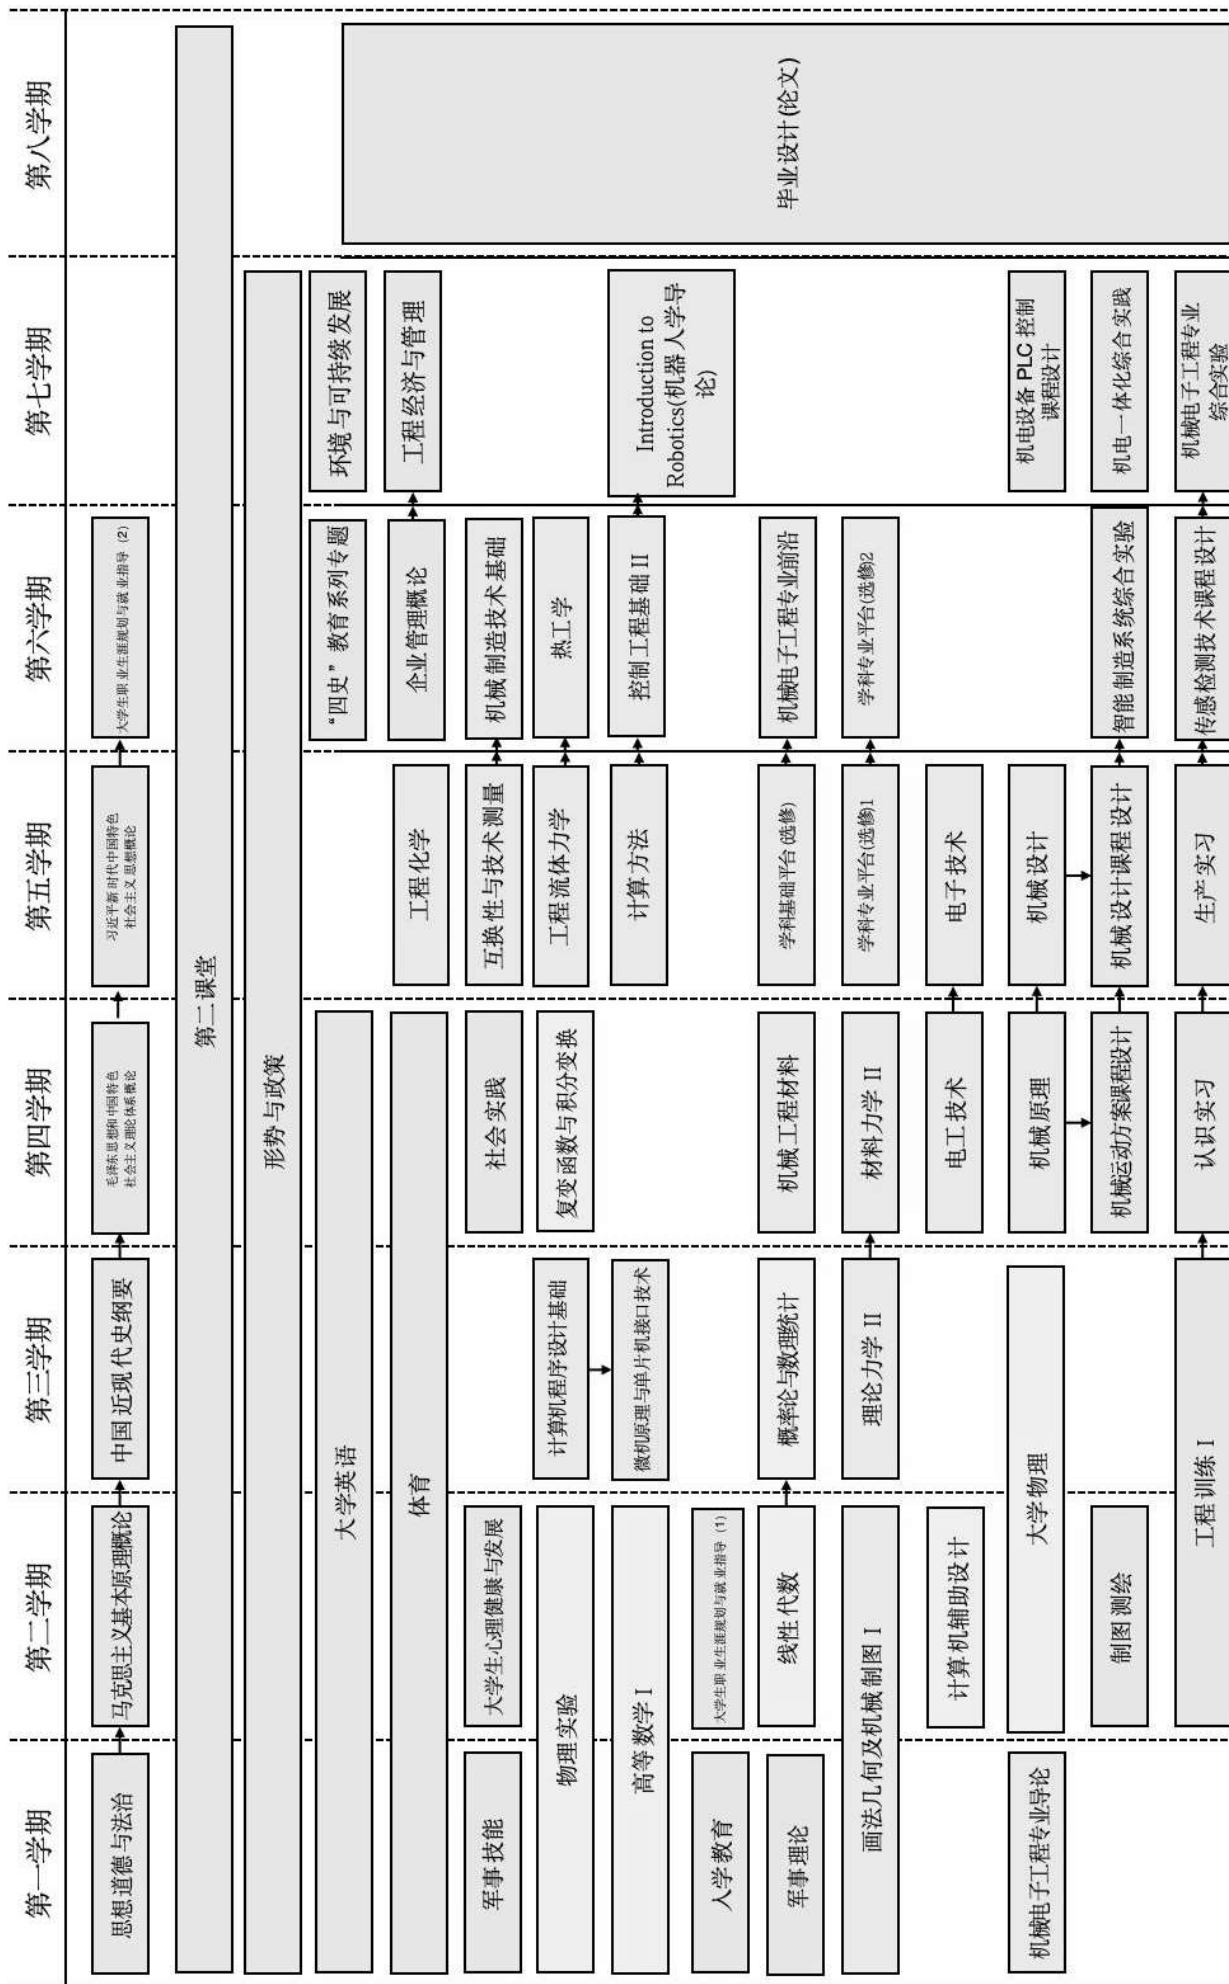 第一学期
第二学期
第三学期
第四学期
第五学期
第六学期
第七学期
第八学期
思想道德与法治
马克思主义基本原理概论
中国近现代史纲要
毛泽东思想和中国特色
社会主义理论体系概论
习近平新时代中国特色
社会主义思想概论
大学生职业生涯规划与就业指导（2）
第二课堂
形势与政策
大学英语
“四史”教育系列专题
环境与可持续发展
体育
工程化学
企业管理概论
工程经济与管理
军事技能
大学生心理健康与发展
社会实践
互换性与技术测量
机械制造技术基础
物理实验
计算机程序设计基础
复变函数与积分变换
工程流体力学
热工学
高等数学 I
微机原理与单片机接口技术
计算方法
控制工程基础 II
Introduction to
Robotics(机器人学导
论)
入学教育
大学生职业生涯规划与就业指导（1）
军事理论
线性代数
概率论与数理统计
机械工程材料
学科基础平台(选修)
机械电子工程专业前沿
毕业设计(论文)
画法几何及机械制图 I
理论力学 II
材料力学 II
学科专业平台(选修)1
学科专业平台(选修)2
计算机辅助设计
电工技术
电子技术
机械电子工程专业导论
大学物理
机械原理
机械设计
机电设备 PLC 控制
课程设计
制图测绘
机械运动方案课程设计
机械设计课程设计
智能制造系统综合实验
机电一体化综合实践
工程训练 I
认识实习
生产实习
传感检测技术课程设计
机械电子工程专业
综合实验